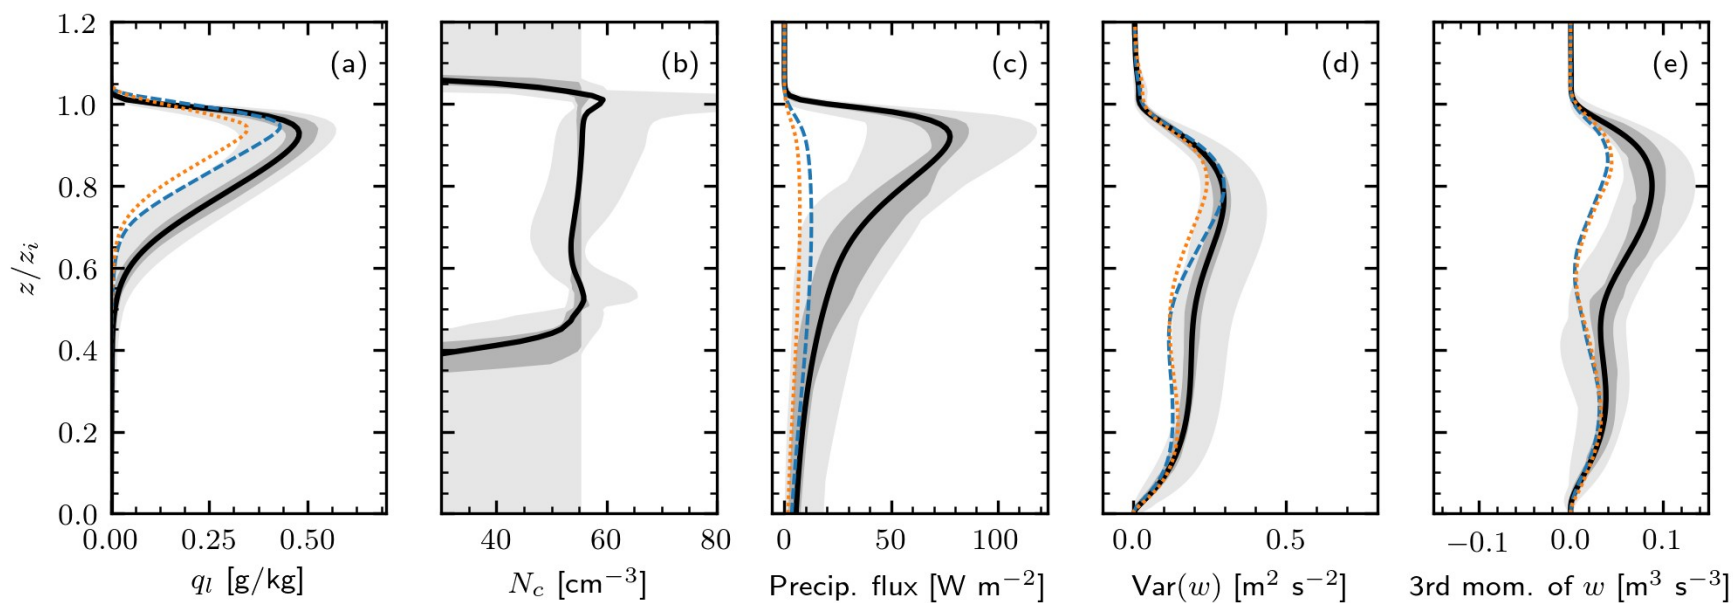 1.2
1.0
0.8
0.6
0.4
0.2
0.0
z/z_i
(a)
(b)
(c)
(d)
(e)
0.00 0.25 0.50
40 60 80
0 50 100
0.0 0.5
−0.1 0.0 0.1
q_l [g/kg]
N_c [cm⁻³]
Precip. flux [W m⁻²]
Var(w) [m² s⁻²]
3rd mom. of w [m³ s⁻³]